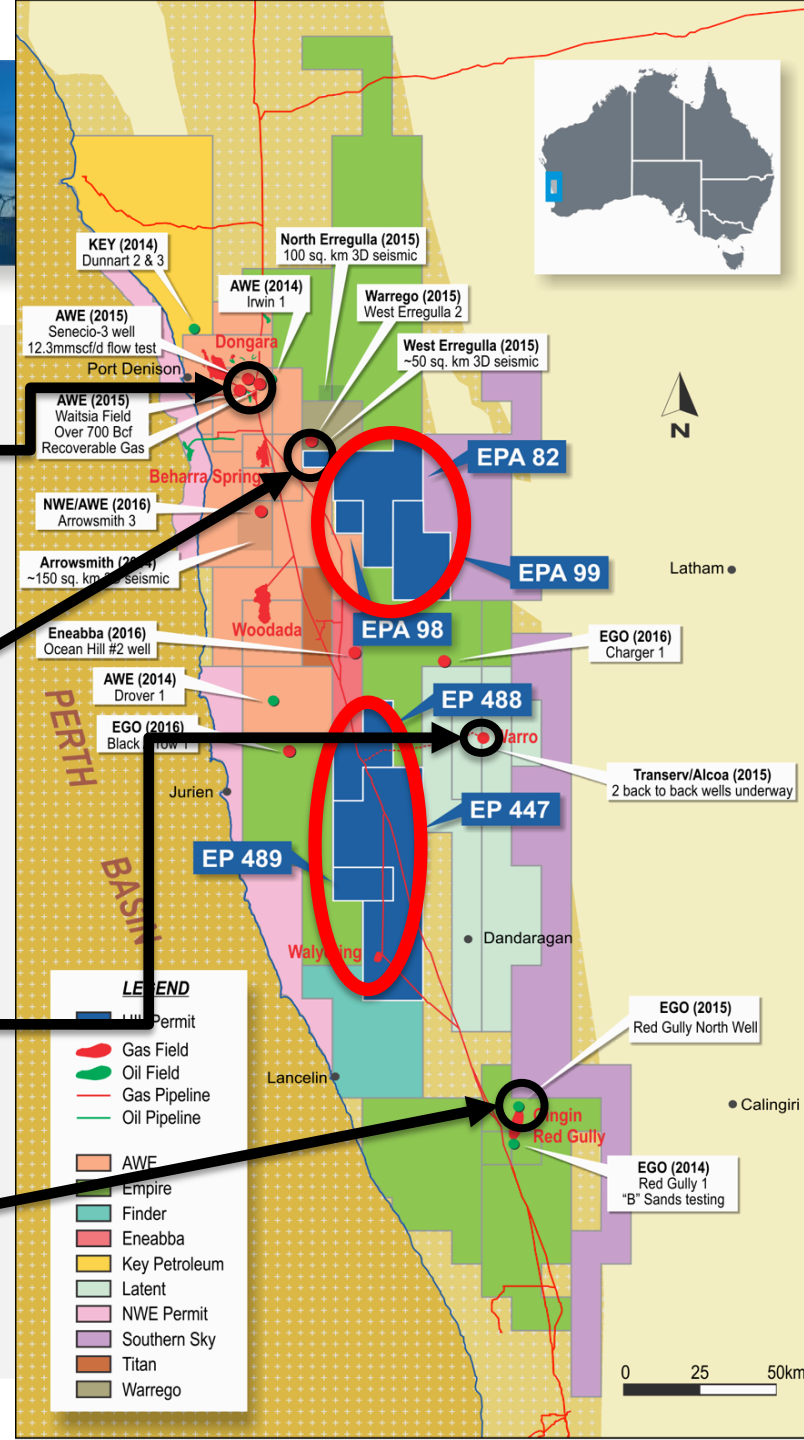 KEY (2014)
Dunnart 2 & 3
North Erregulla (2015)
100 sq. km 3D seismic
AWE (2014)
Irwin 1
Warrego (2015)
West Erregulla 2
AWE (2015)
Senecio-3 well
12.3mmscf/d flow test
Dongara
West Erregulla (2015)
~50 sq. km 3D seismic
Port Denison
AWE (2015)
Waitsia Field
Over 700 Bcf
Recoverable Gas
N
EPA 82
Beharra Spring
NWE/AWE (2016)
Arrowsmith 3
Arrowsmith
~150 sq. km seismic
EPA 99
Latham
EPA 98
Woodada
Eneabba (2016)
Ocean Hill #2 well
EGO (2016)
Charger 1
AWE (2014)
Drover 1
EP 488
PERTH
EGO (2016)
Warro
Transerv/Alcoa (2015)
2 back to back wells underway
Jurien
EP 447
EP 489
BASIN
Dandaragan
LEGEND
Permit
Gas Field
Oil Field
Gas Pipeline
Oil Pipeline
EGO (2015)
Red Gully North Well
Lancelin
Calingiri
Gingin
Red Gully
EGO (2014)
Red Gully 1
“B” Sands testing
AWE
Empire
Finder
Eneabba
Key Petroleum
Latent
NWE Permit
Southern Sky
Titan
Warrego
0 25 50km